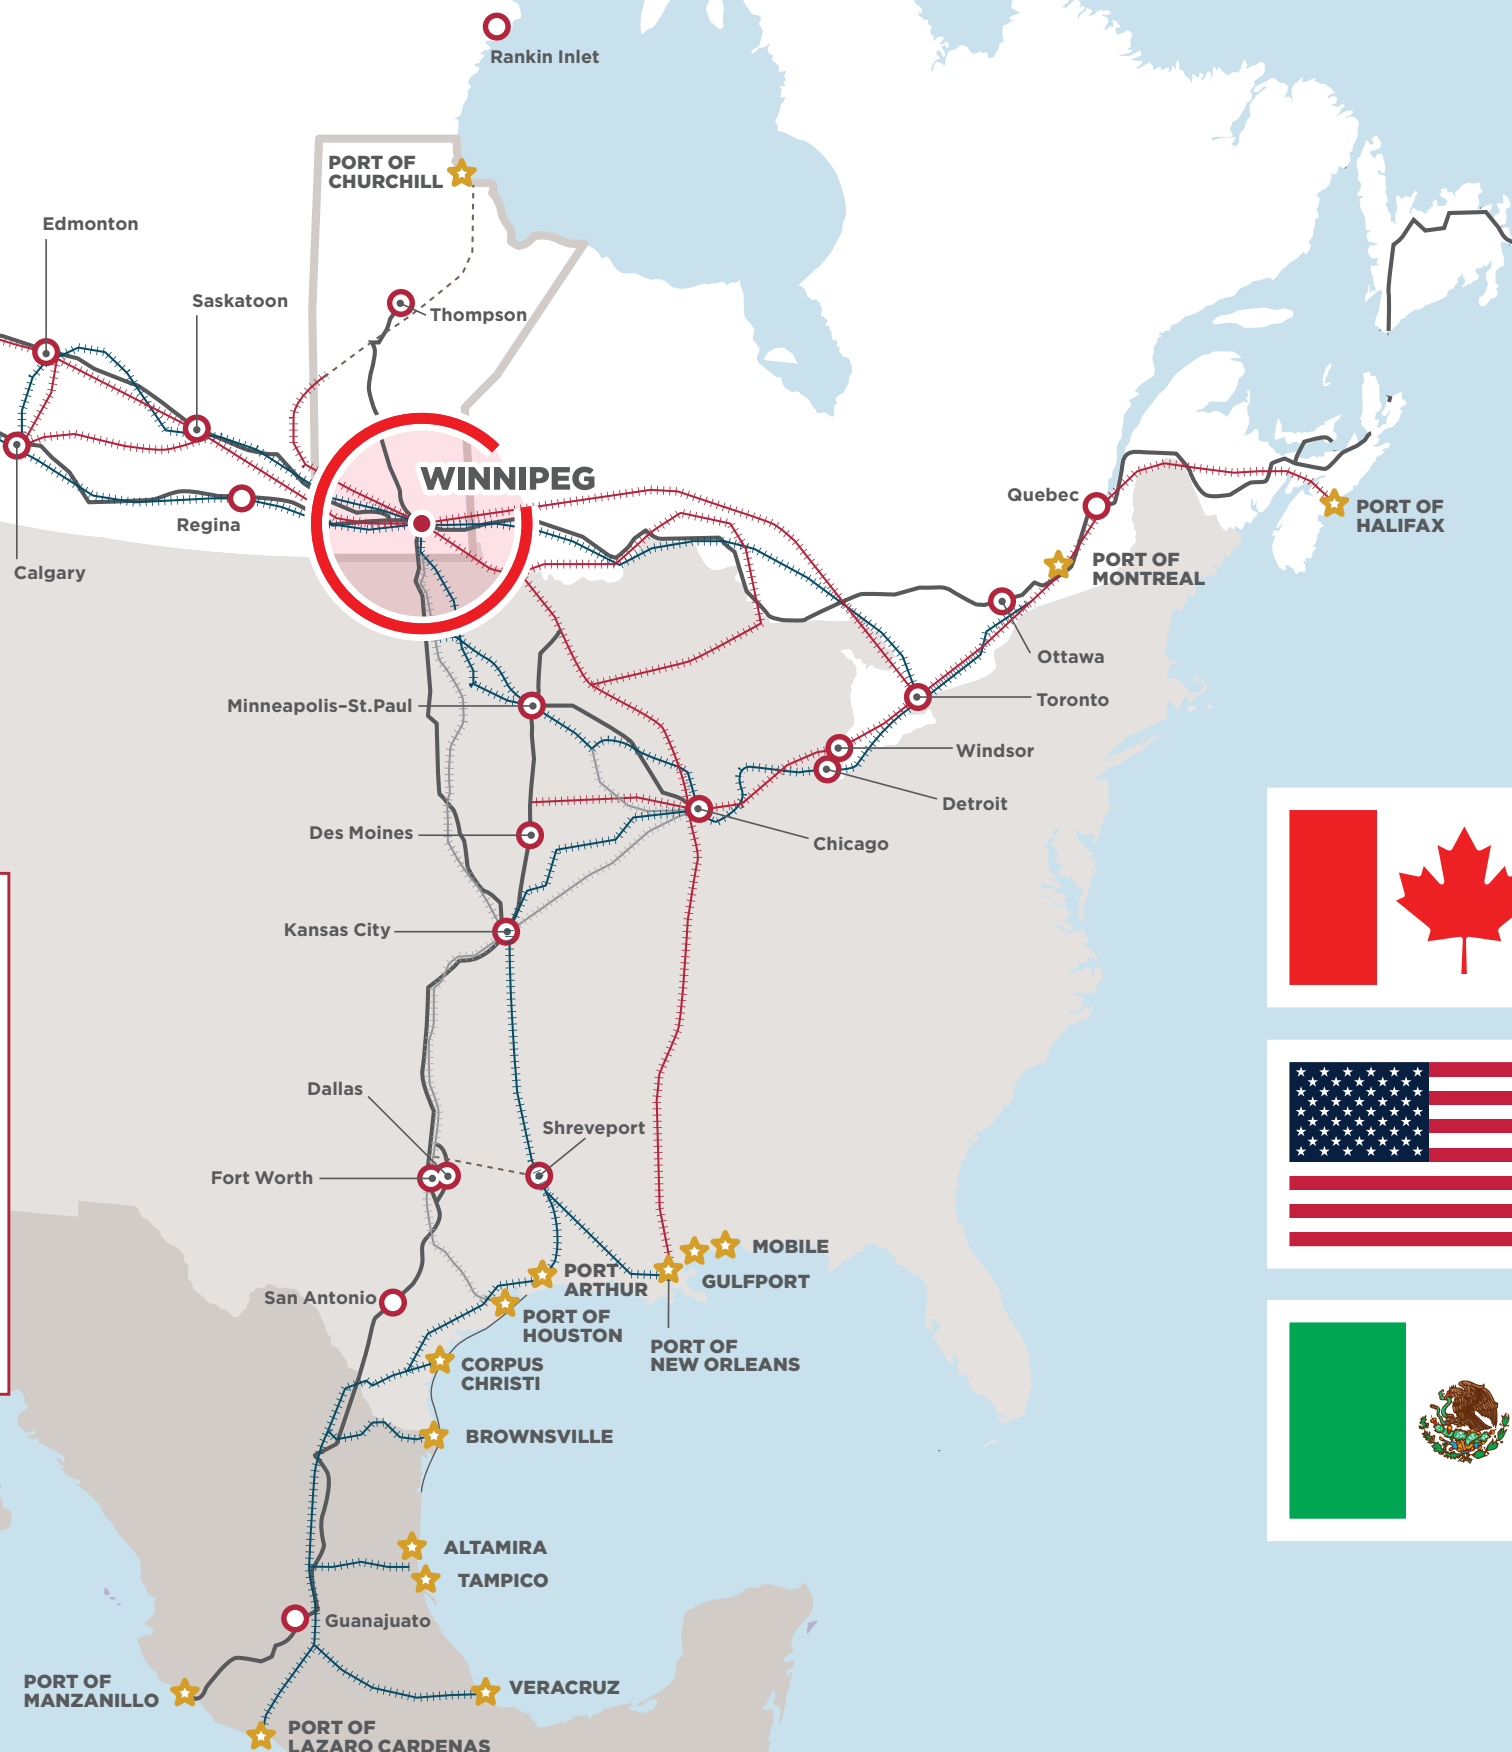 Rankin Inlet
PORT OF
CHURCHILL
Edmonton
Saskatoon
Thompson
WINNIPEG
Regina
Calgary
Quebec
PORT OF
HALIFAX
PORT OF
MONTREAL
Ottawa
Toronto
Minneapolis–St.Paul
Windsor
Detroit
Des Moines
Chicago
Kansas City
Dallas
Shreveport
Fort Worth
MOBILE
PORT
ARTHUR
GULFPORT
San Antonio
PORT OF
HOUSTON
PORT OF
NEW ORLEANS
CORPUS
CHRISTI
BROWNSVILLE
ALTAMIRA
TAMPICO
Guanajuato
PORT OF
MANZANILLO
VERACRUZ
PORT OF
LAZARO CARDENAS